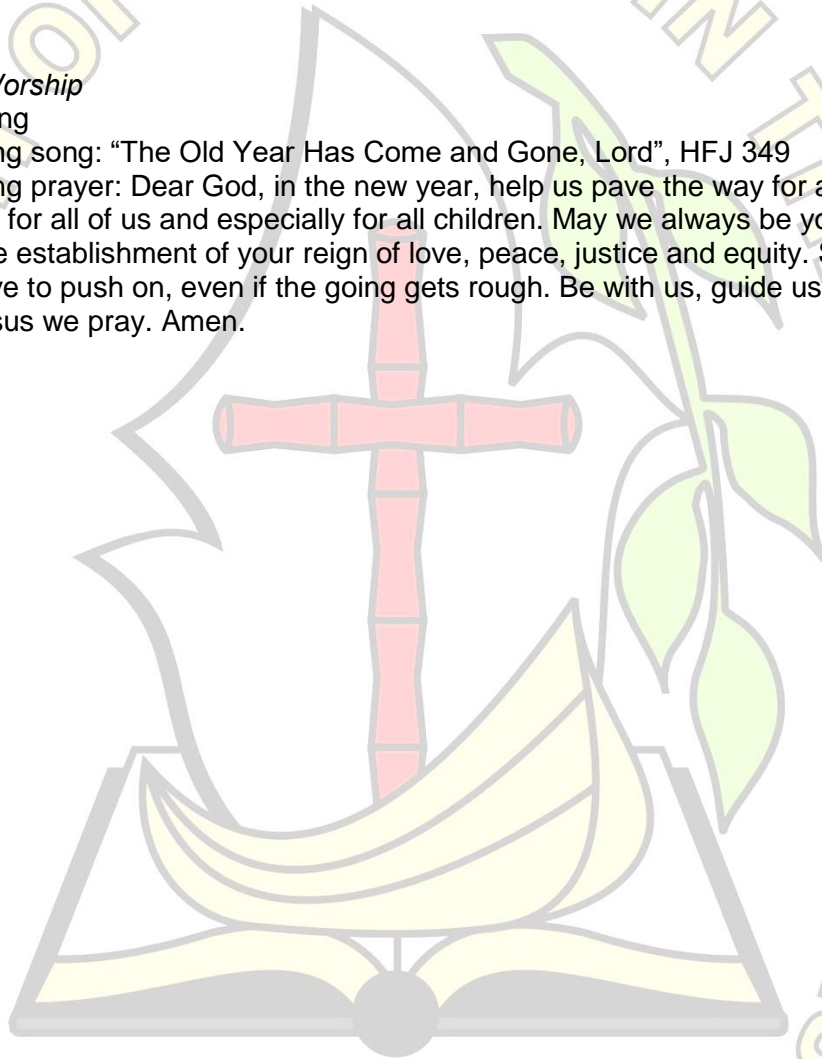 Worship
ng
ng song: “The Old Year Has Come and Gone, Lord”, HFJ 349
ng prayer: Dear God, in the new year, help us pave the way for a
for all of us and especially for all children. May we always be yo
e establishment of your reign of love, peace, justice and equity. S
ve to push on, even if the going gets rough. Be with us, guide us
sus we pray. Amen.
IN